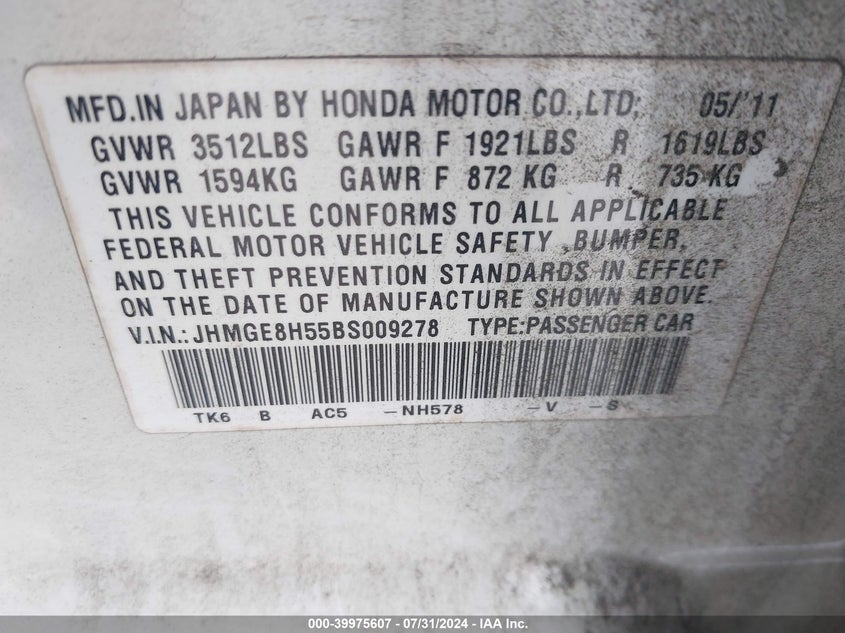 MFD.IN JAPAN BY HONDA MOTOR CO.,LTD; 05/'11
GVWR 3512LBS GAWR F 1921LBS R 1619LBS
GVWR 1594KG GAWR F 872 KG R 735 KG
THIS VEHICLE CONFORMS TO ALL APPLICABLE
FEDERAL MOTOR VEHICLE SAFETY ,BUMPER,
AND THEFT PREVENTION STANDARDS IN EFFECT
ON THE DATE OF MANUFACTURE SHOWN ABOVE.
V.I.N.: JHMGE8H55BS009278 TYPE:PASSENGER CAR
TK6 B AC5 -NH578 -V -S
000-39975607 - 07/31/2024 - IAA Inc.